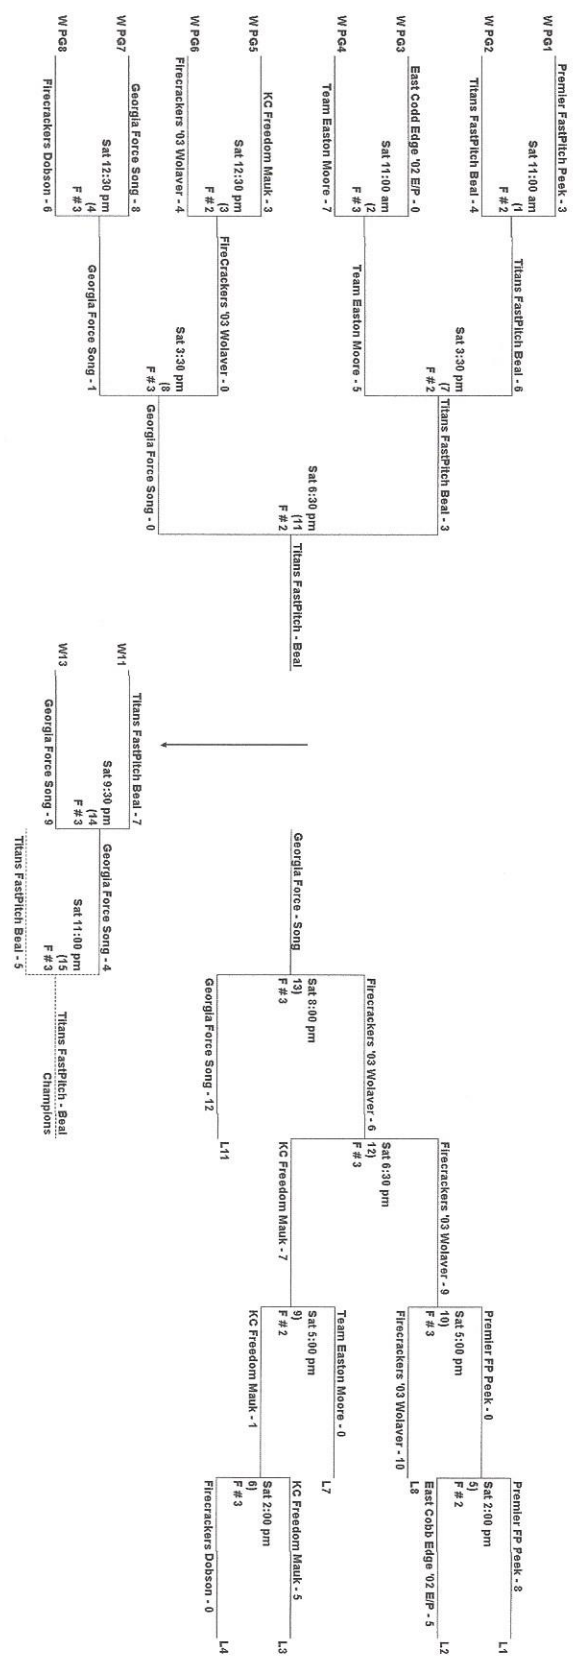 W PG1
Premier FastPitch Peek - 3
Sat 11:00 am
(1
F # 2
W PG2
Titans FastPitch Beal - 4
W PG3
East Codd Edge '02 E/P - 0
Sat 11:00 am
(2
F # 3
W PG4
Team Easton Moore - 7
W PG5
KC Freedom Mauk - 3
Sat 12:30 pm
(3
F # 2
W PG6
Firecrackers '03 Wolaver - 4
W PG7
Georgia Force Song - 8
Sat 12:30 pm
(4
F # 3
W PG8
Firecrackers Dobson - 6
Titans FastPitch Beal - 6
Sat 3:30 pm
(7
F # 2
Team Easton Moore - 5
FireCrackers '03 Wolaver - 0
Sat 3:30 pm
(8
F # 3
Georgia Force Song - 1
Titans FastPitch Beal - 3
Sat 6:30 pm
(11
F # 2
Georgia Force Song - 0
Titans FastPitch - Beal
W11
Titans FastPitch Beal - 7
Sat 9:30 pm
(14
F # 3
W13
Georgia Force Song - 9
Georgia Force Song - 4
Sat 11:00 pm
(15
F # 3
Titans FastPitch Beal - 5
Titans FastPitch - Beal
Champions
Georgia Force - Song
Firecrackers '03 Wolaver - 6
Sat 8:00 pm
13)
F # 3
Georgia Force Song - 12
L11
Firecrackers '03 Wolaver - 9
Sat 6:30 pm
12)
F # 3
KC Freedom Mauk - 7
Premier FP Peek - 0
Sat 5:00 pm
10)
F # 3
Firecrackers '03 Wolaver - 10
L8
Team Easton Moore - 0
L7
Sat 5:00 pm
9)
F # 2
KC Freedom Mauk - 1
Premier FP Peek - 8
L1
Sat 2:00 pm
5)
F # 2
East Cobb Edge '02 E/P - 5
L2
KC Freedom Mauk - 5
L3
Sat 2:00 pm
6)
F # 3
Firecrackers Dobson - 0
L4